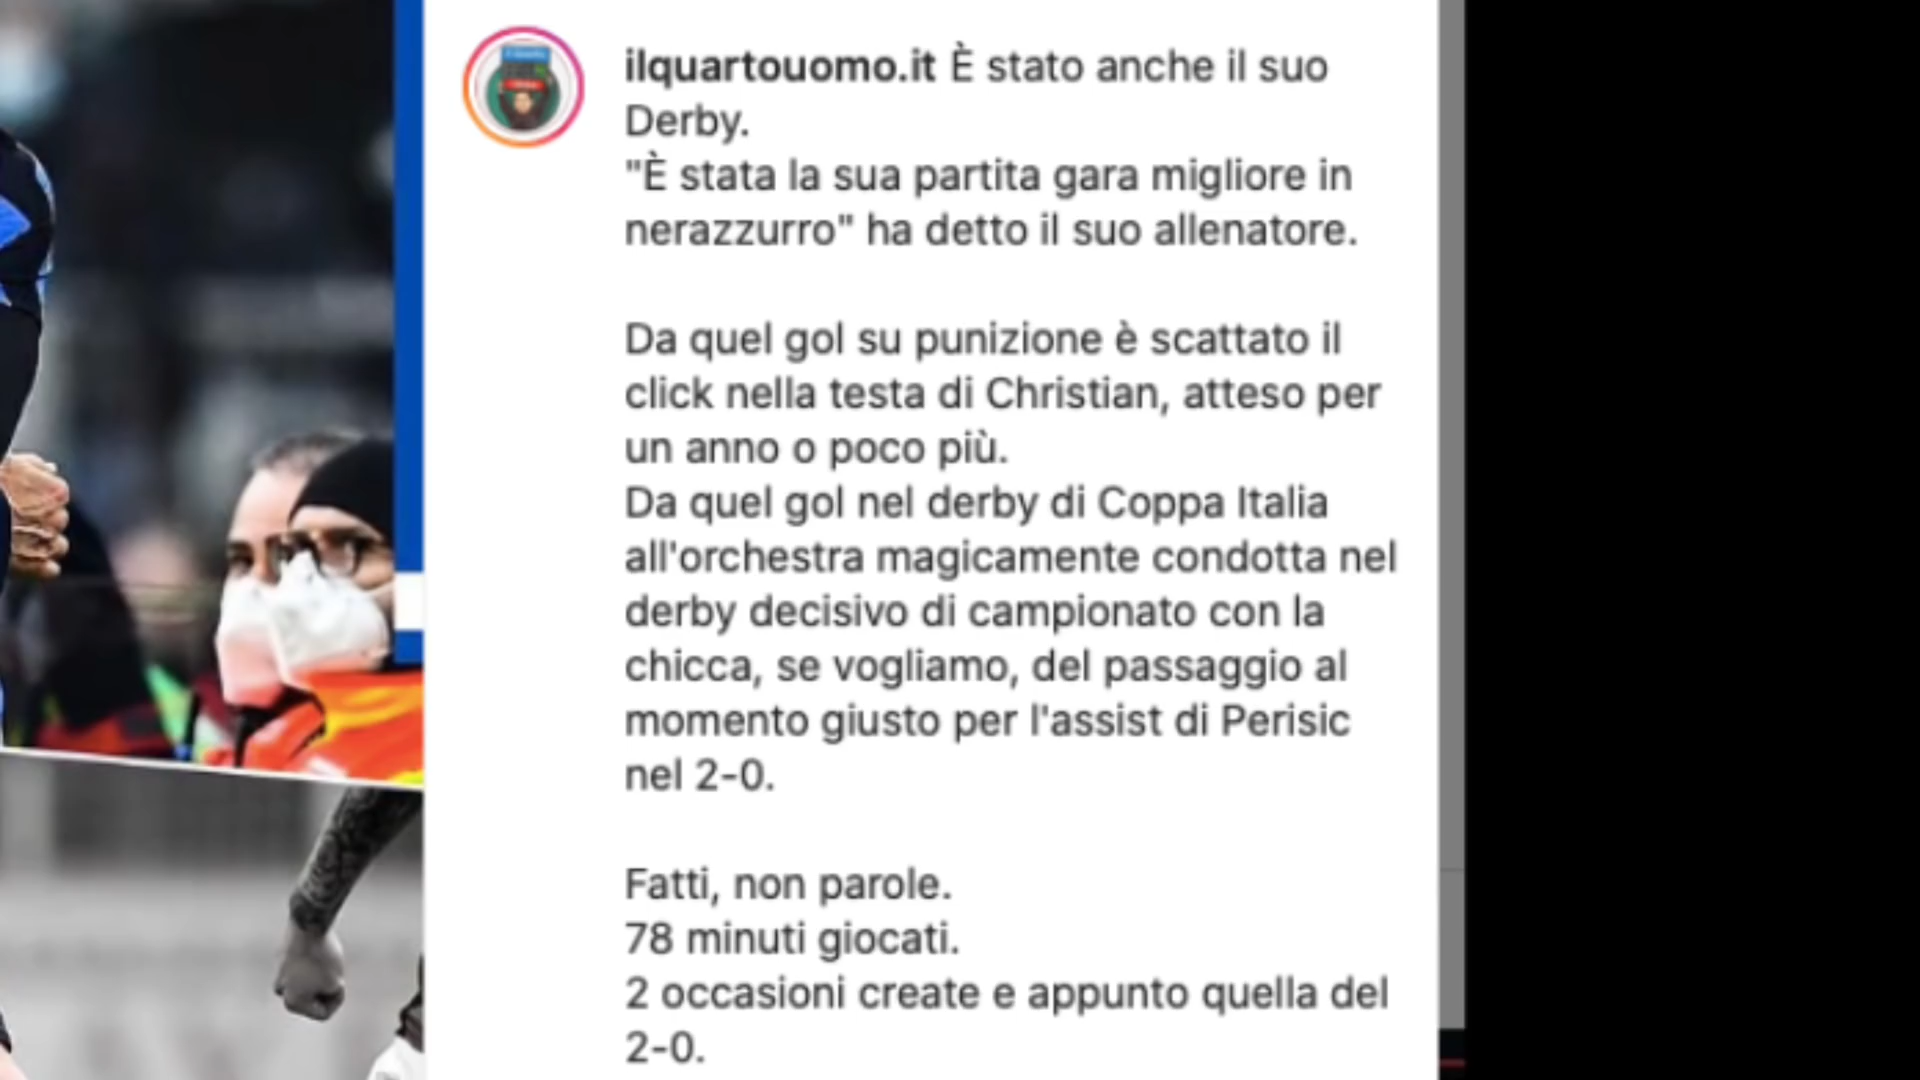 ilquartouomo.it È stato anche il suo
Derby.
"È stata la sua partita gara migliore in
nerazzurro" ha detto il suo allenatore.
Da quel gol su punizione è scattato il
click nella testa di Christian, atteso per
un anno o poco più.
Da quel gol nel derby di Coppa Italia
all'orchestra magicamente condotta nel
derby decisivo di campionato con la
chicca, se vogliamo, del passaggio al
momento giusto per l'assist di Perisic
nel 2-0.
Fatti, non parole.
78 minuti giocati.
2 occasioni create e appunto quella del
2-0.